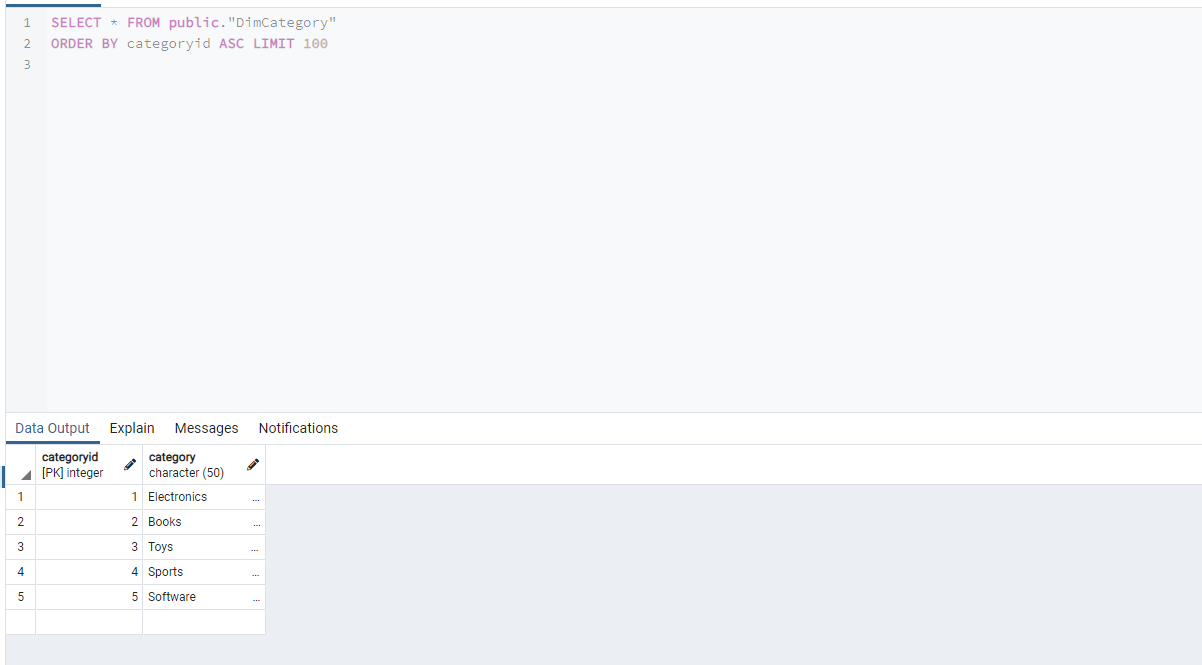 1 SELECT * FROM public."DimCategory"
2 ORDER BY categoryid ASC LIMIT 100
3
Data Output Explain Messages Notifications
categoryid category
[PK] integer character (50)
1 1 Electronics ...
2 2 Books ...
3 3 Toys ...
4 4 Sports ...
5 5 Software ...